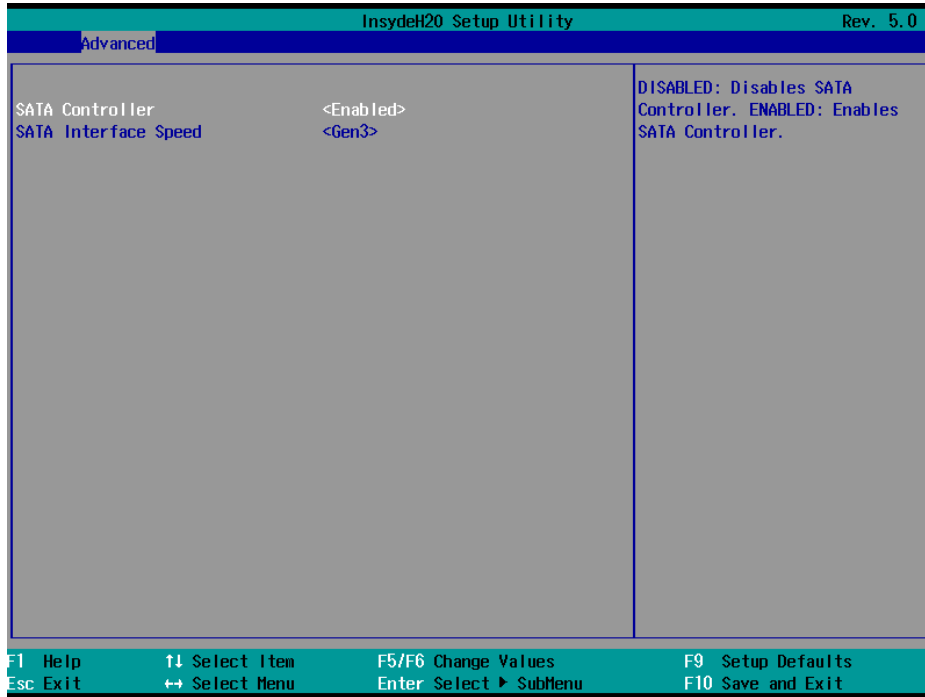 InsydeH20 Setup Utility Rev. 5.0
Advanced
SATA Controller <Enabled>
SATA Interface Speed <Gen3>
DISABLED: Disables SATA
Controller. ENABLED: Enables
SATA Controller.
F1 Help ↑↓ Select Item F5/F6 Change Values F9 Setup Defaults
Esc Exit ↔ Select Menu Enter Select ▶ SubMenu F10 Save and Exit